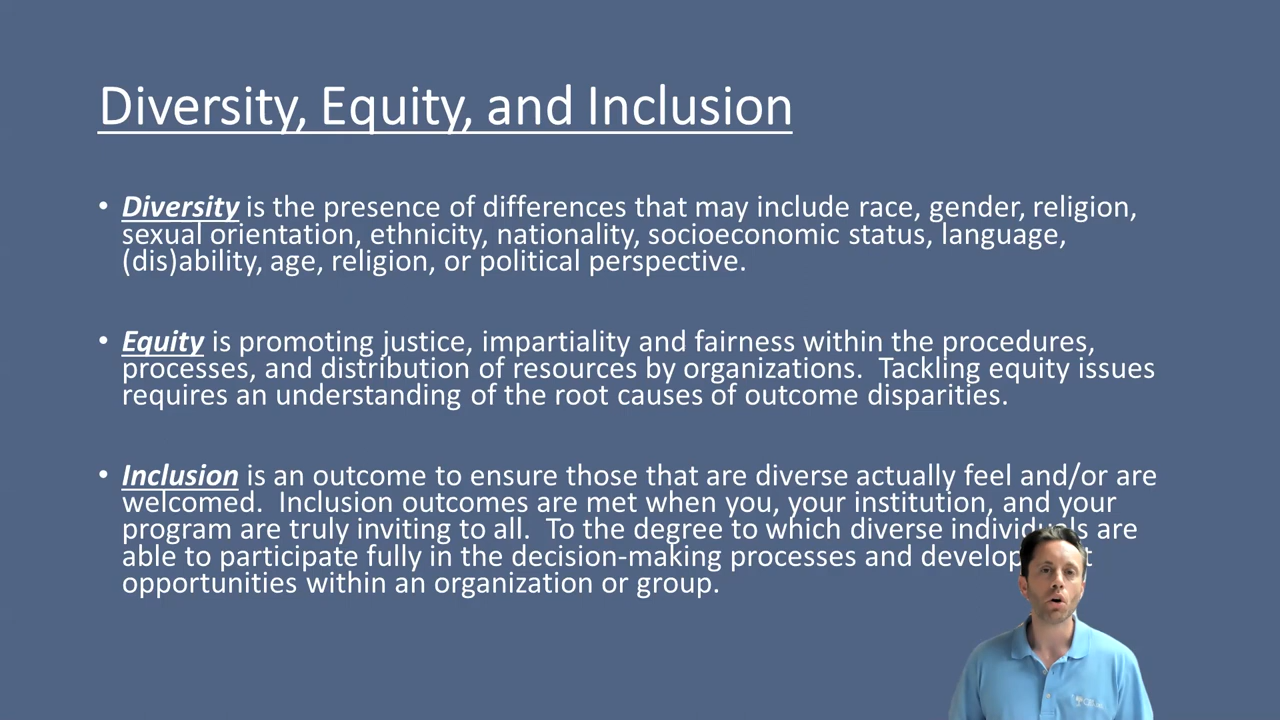 Diversity, Equity, and Inclusion
• Diversity is the presence of differences that may include race, gender, religion,
sexual orientation, ethnicity, nationality, socioeconomic status, language,
(dis)ability, age, religion, or political perspective.
• Equity is promoting justice, impartiality and fairness within the procedures,
processes, and distribution of resources by organizations.  Tackling equity issues
requires an understanding of the root causes of outcome disparities.
• Inclusion is an outcome to ensure those that are diverse actually feel and/or are
welcomed.  Inclusion outcomes are met when you, your institution, and your
program are truly inviting to all.  To the degree to which diverse individuals are
able to participate fully in the decision-making processes and development
opportunities within an organization or group.